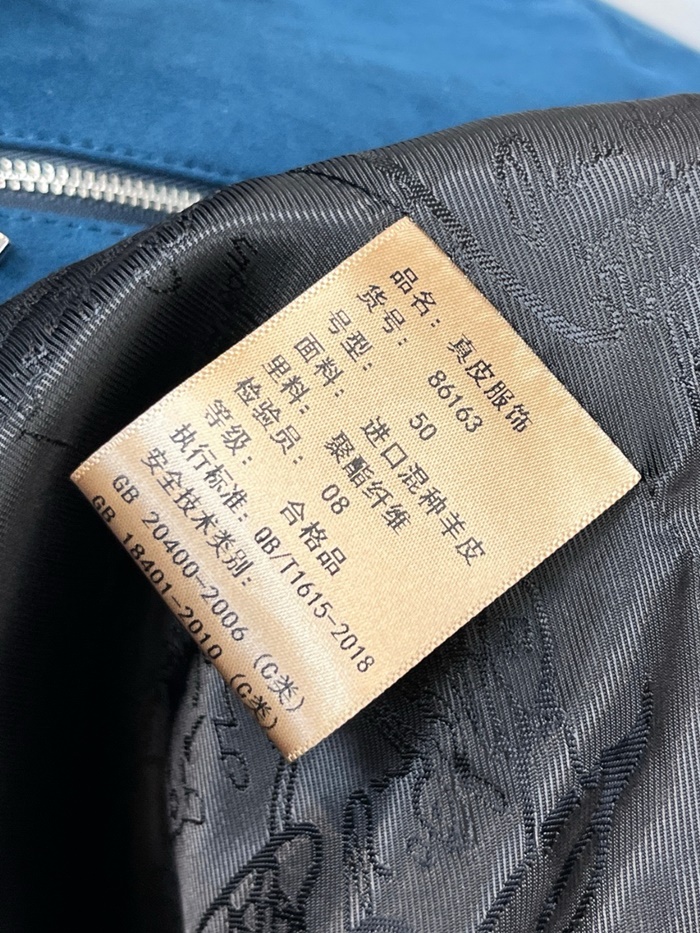 品名：真皮服饰
货号：86163
号型：50
面料：进口混种羊皮
里料：聚酯纤维
检验员：08
等级：合格品
执行标准：QB/T1615-2018
安全技术类别：
GB 20400-2006 (C类)
GB 18401-2010 (C类)